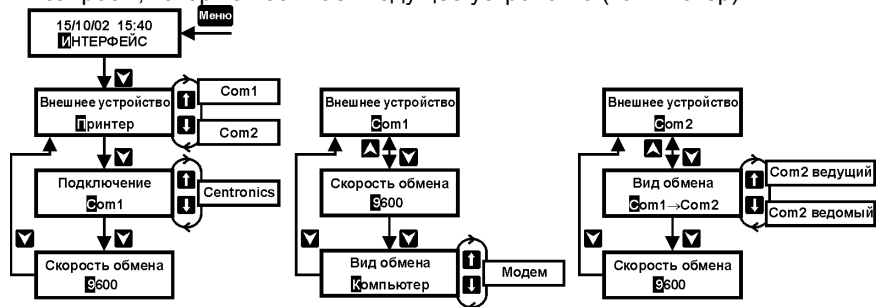 Меню
15/10/02 15:40
ИНТЕРФЕЙС
Внешнее устройство
Принтер
Com1
Com2
Подключение
Com1
Centronics
Скорость обмена
9600
Внешнее устройство
Com1
Скорость обмена
9600
Вид обмена
Компьютер
Модем
Внешнее устройство
Com2
Вид обмена
Com1→Com2
Com2 ведущий
Com2 ведомый
Скорость обмена
9600